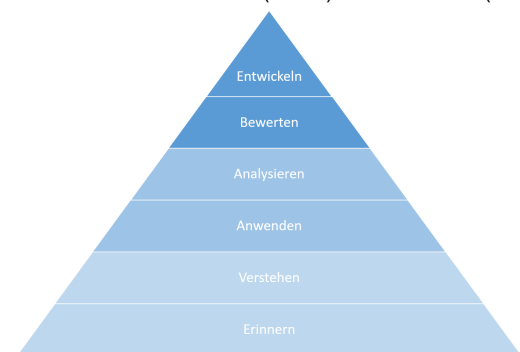 Entwickeln
Bewerten
Analysieren
Anwenden
Verstehen
Erinnern